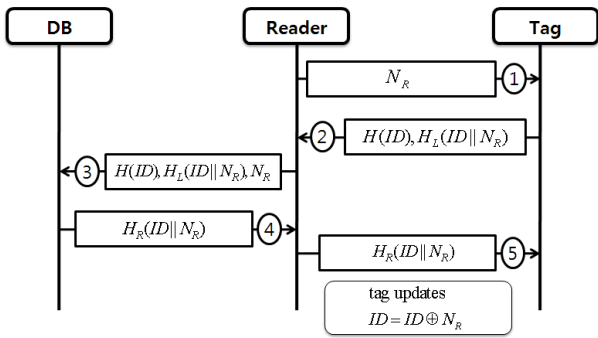 DB
Reader
Tag
N_R
1
2
H(ID), H_L(ID||N_R)
3
H(ID), H_L(ID||N_R), N_R
H_R(ID||N_R)
4
H_R(ID||N_R)
5
tag updates
ID = ID⊕N_R